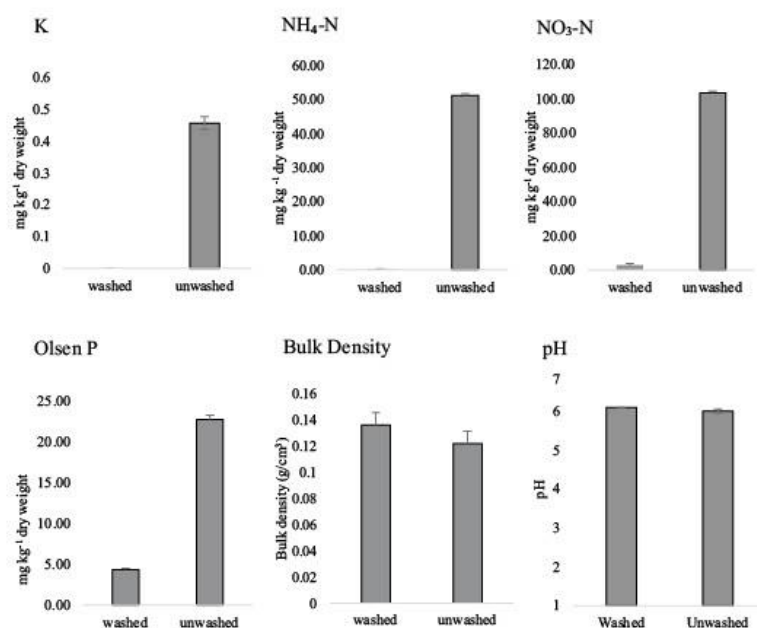 K
0.6
0.5
0.4
0.3
0.2
0.1
0
mg kg⁻¹ dry weight
washed unwashed
NH₄-N
60.00
50.00
40.00
30.00
20.00
10.00
0.00
mg kg⁻¹ dry weight
washed unwashed
NO₃-N
120.00
100.00
80.00
60.00
40.00
20.00
0.00
mg kg⁻¹ dry weight
washed unwashed
Olsen P
25.00
20.00
15.00
10.00
5.00
0.00
mg kg⁻¹ dry weight
washed unwashed
Bulk Density
0.16
0.14
0.12
0.1
0.08
0.06
0.04
0.02
0
Bulk density (g/cm³)
washed unwashed
pH
7
6
5
4
3
2
1
pH
Washed Unwashed